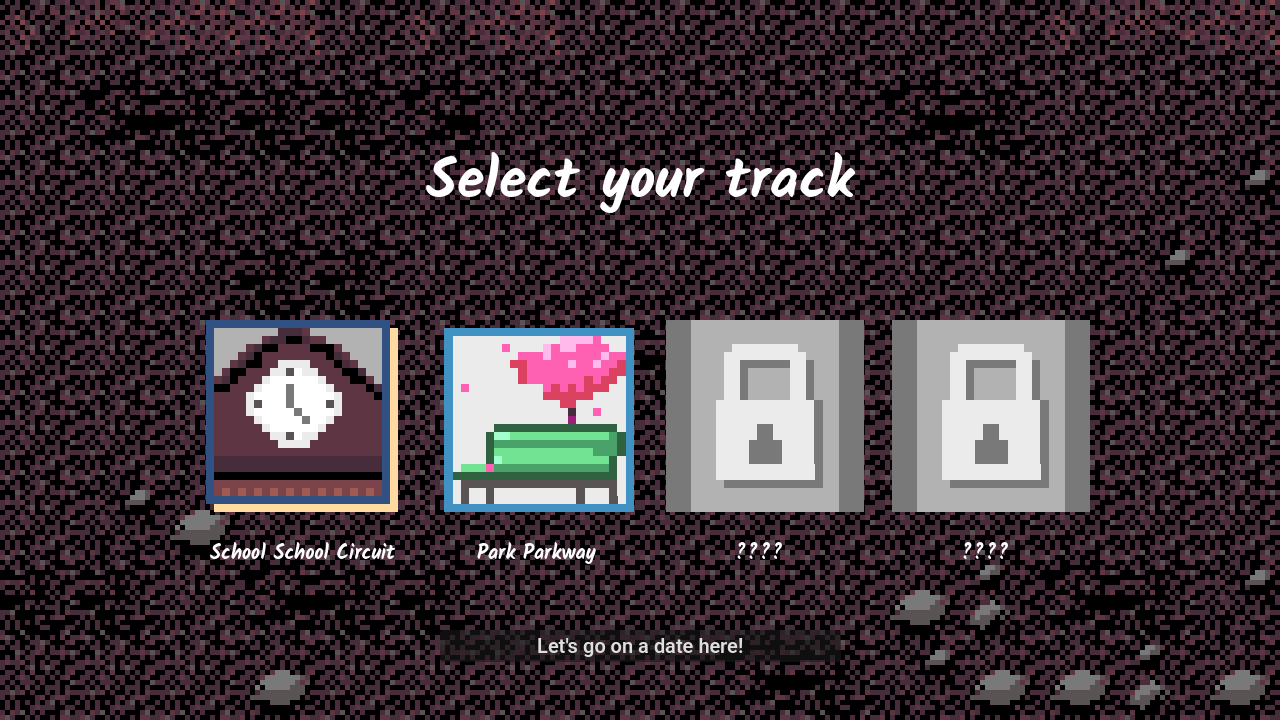 Select your track
School School Circuit
Park Parkway
????
????
Let's go on a date here!